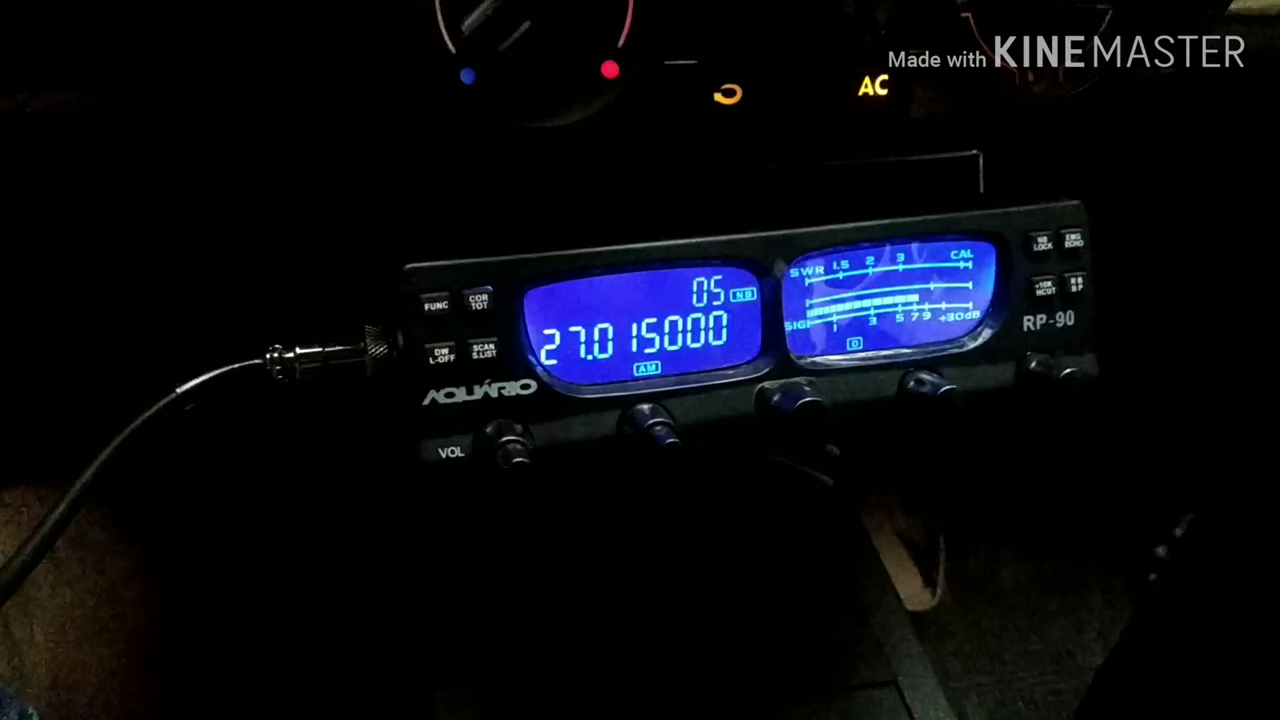 Made with KINEMASTER
AC
FUNC
COR
TOT
DW
L-OFF
SCAN
S.LIST
AQUÁRIO
VOL
05 NB
27.015000
AM
SWR 1.5 2 3 CAL
SIG 3 5 7 9 +30dB
D
NB
LOCK
EMG
ECHO
+10K
HCUT
RB
BP
RP-90